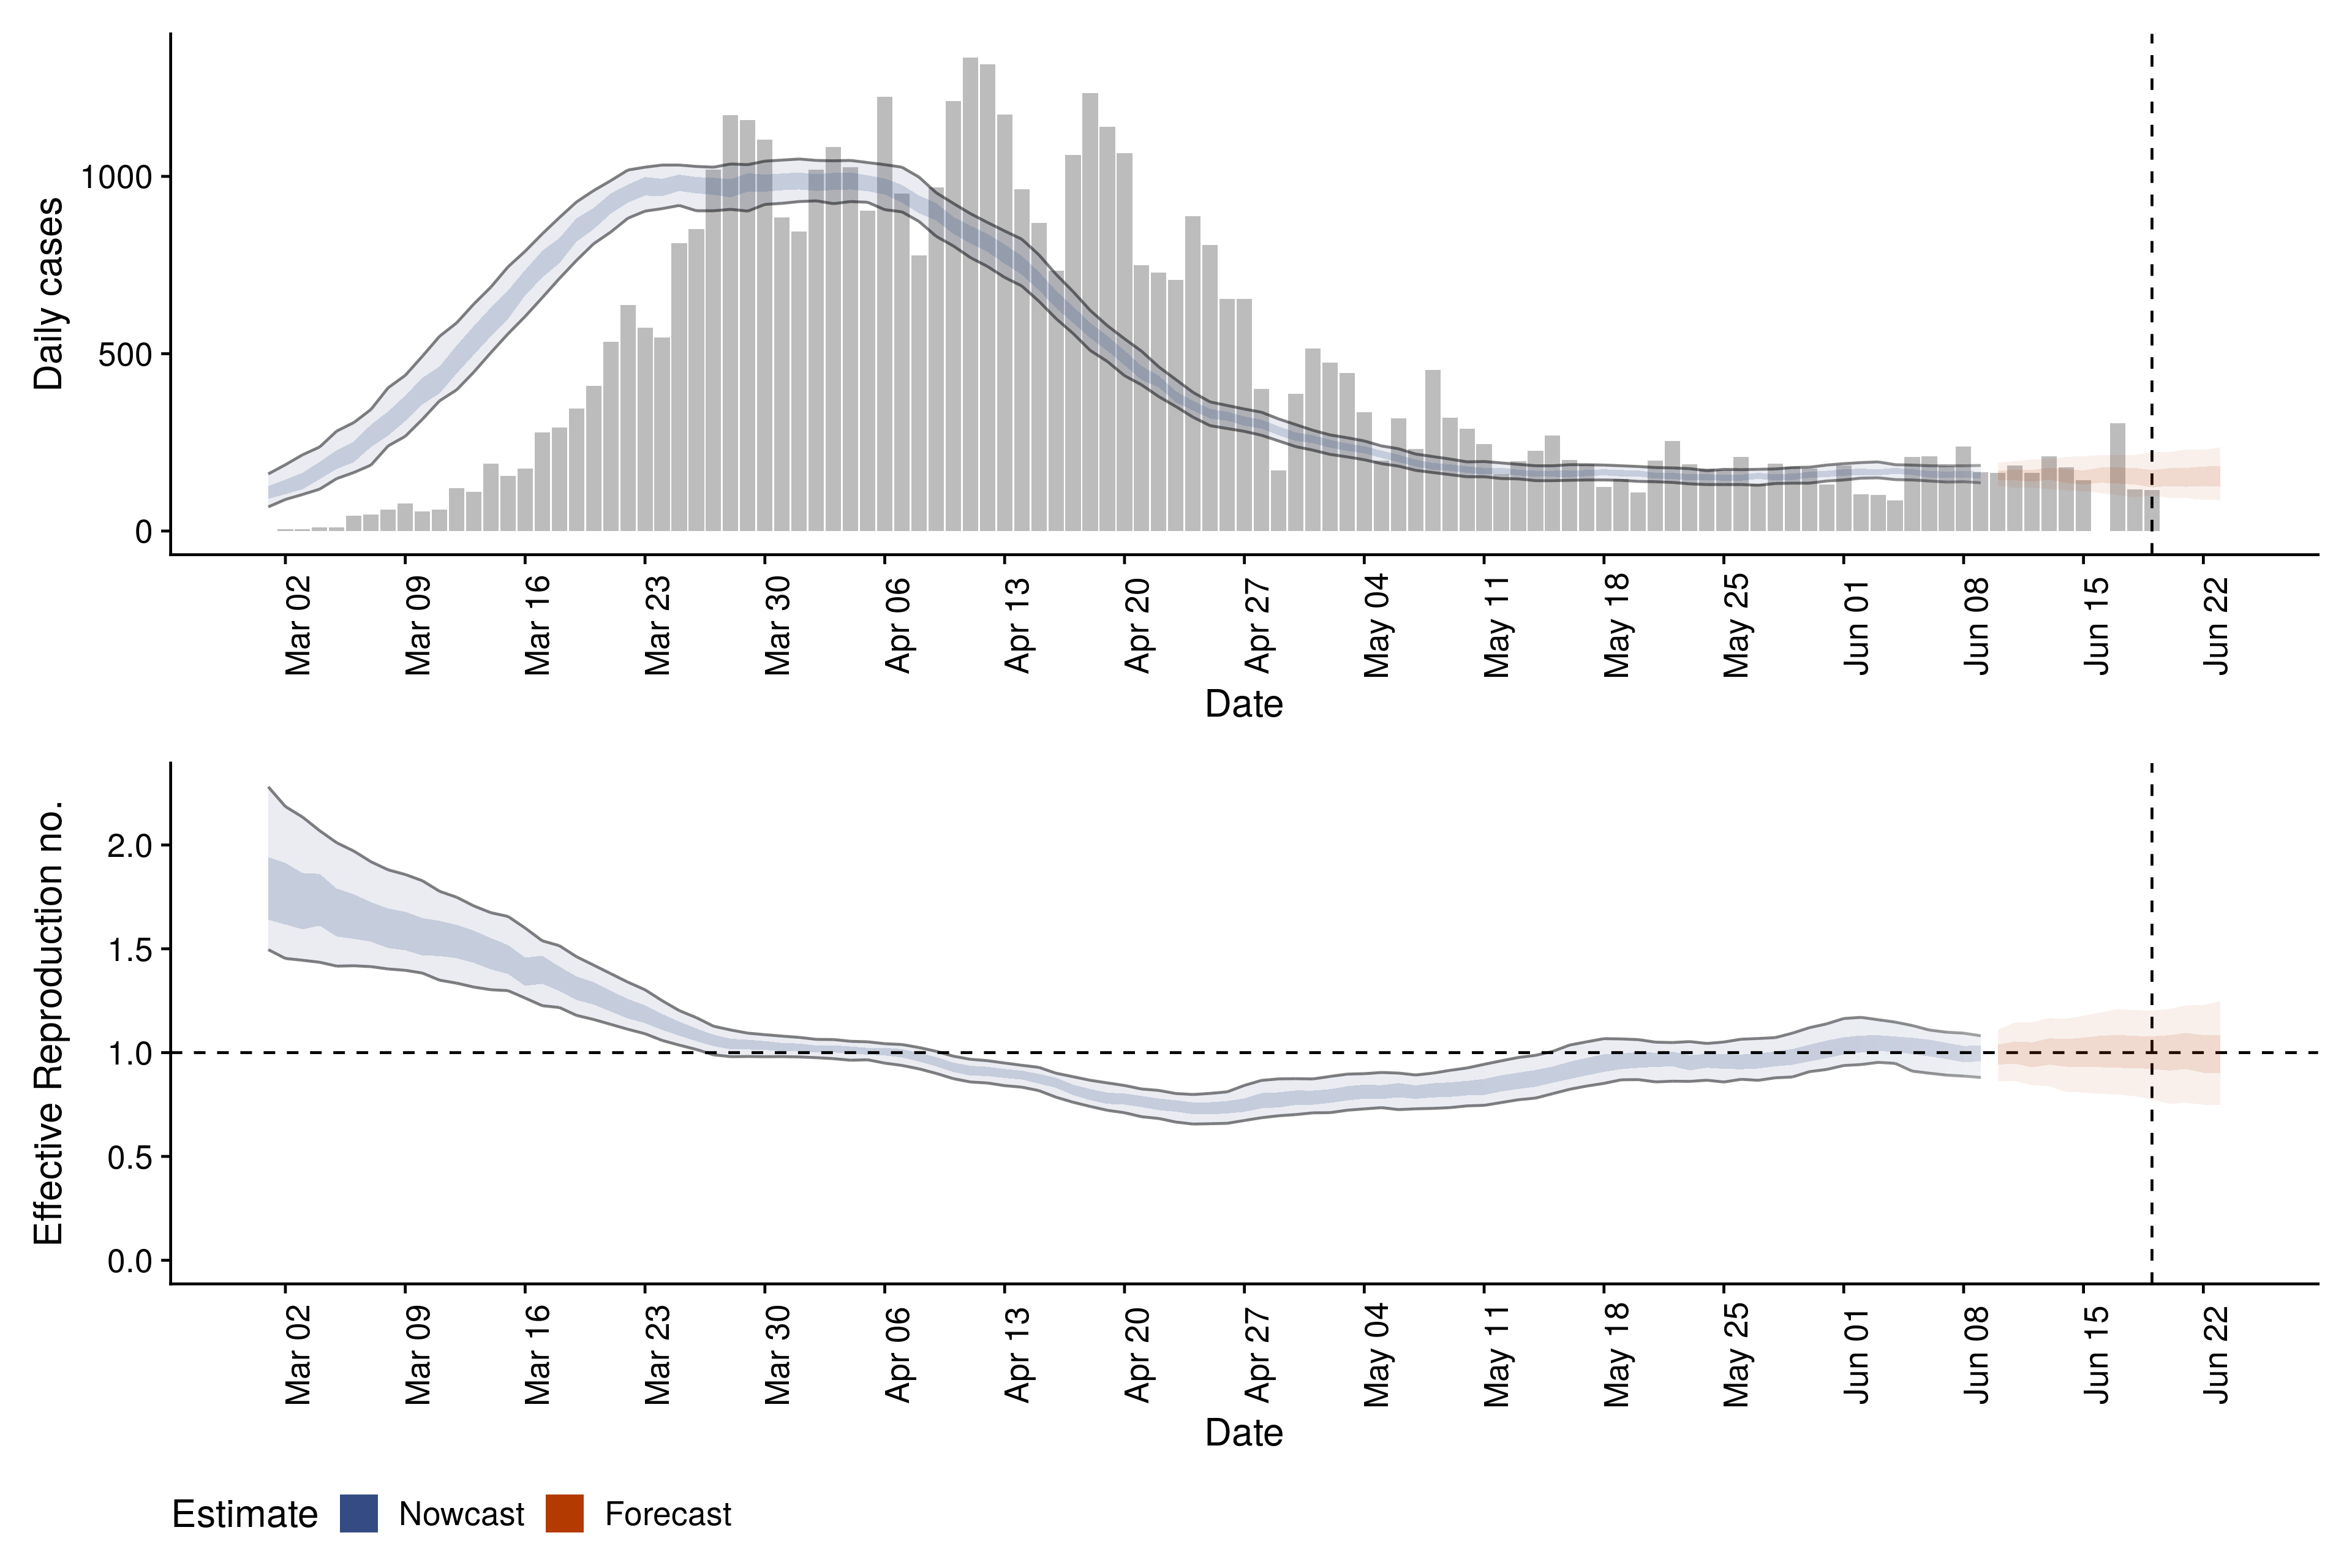 Daily cases
1000
500
0
Mar 02 Mar 09 Mar 16 Mar 23 Mar 30 Apr 06 Apr 13 Apr 20 Apr 27 May 04 May 11 May 18 May 25 Jun 01 Jun 08 Jun 15 Jun 22
Date
Effective Reproduction no.
2.0
1.5
1.0
0.5
0.0
Mar 02 Mar 09 Mar 16 Mar 23 Mar 30 Apr 06 Apr 13 Apr 20 Apr 27 May 04 May 11 May 18 May 25 Jun 01 Jun 08 Jun 15 Jun 22
Date
Estimate Nowcast Forecast